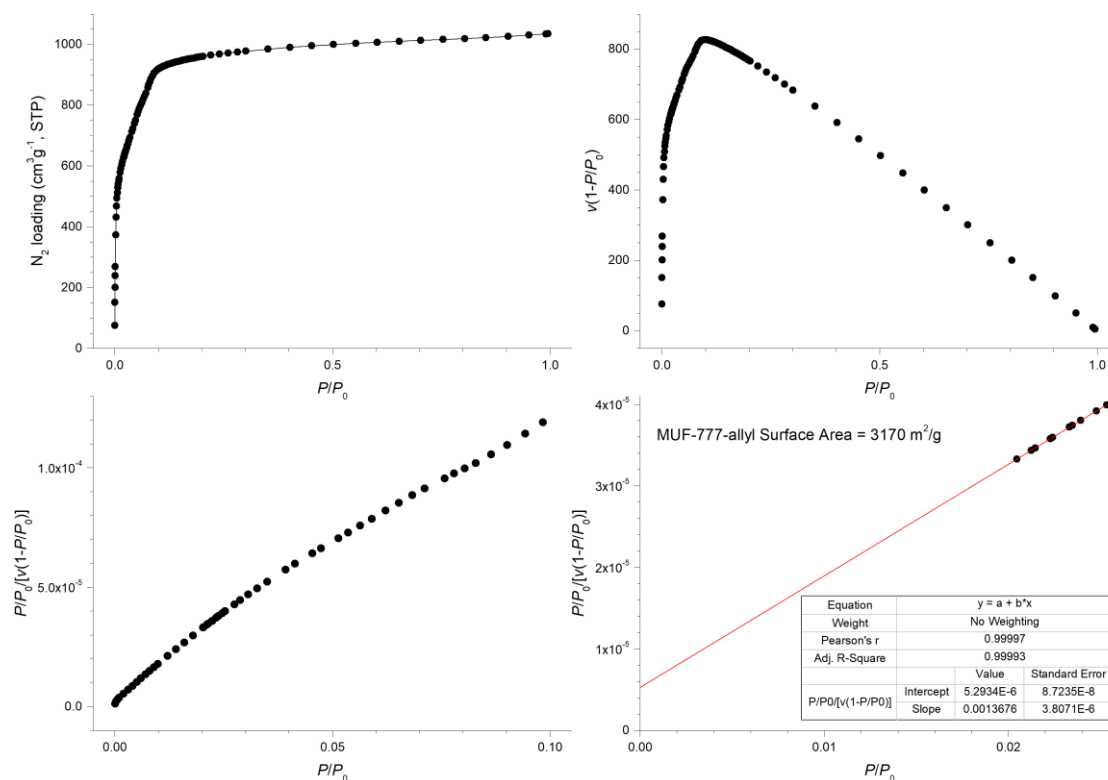 N₂ loading (cm³g⁻¹, STP)
1000
800
600
400
200
0
0.0
0.5
1.0
P/P₀
v(1-P/P₀)
800
600
400
200
0
0.0
0.5
1.0
P/P₀
P/P₀/[v(1-P/P₀)]
1.0x10⁻⁴
5.0x10⁻⁵
0.0
0.00
0.05
0.10
P/P₀
P/P₀/[v(1-P/P₀)]
4x10⁻⁵
3x10⁻⁵
2x10⁻⁵
1x10⁻⁵
0
MUF-777-allyl Surface Area = 3170 m²/g
Equation y = a + b*x
Weight No Weighting
Pearson's r 0.99997
Adj. R-Square 0.99993
Value Standard Error
P/P0/[v(1-P/P0)] Intercept 5.2934E-6 8.7235E-8
Slope 0.0013676 3.8071E-6
0.00
0.01
0.02
P/P₀